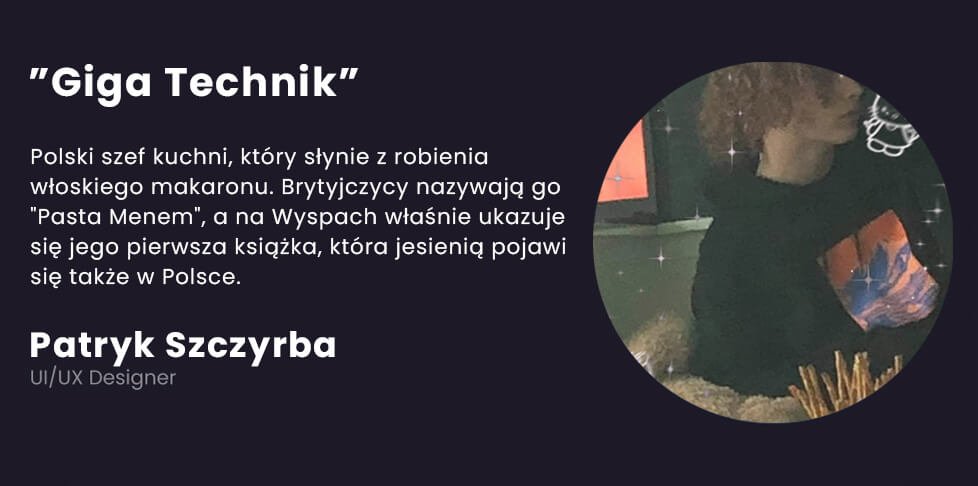 ”Giga Technik”
Polski szef kuchni, który słynie z robienia
włoskiego makaronu. Brytyjczycy nazywają go
"Pasta Menem", a na Wyspach właśnie ukazuje
się jego pierwsza książka, która jesienią pojawi
się także w Polsce.
Patryk Szczyrba
UI/UX Designer